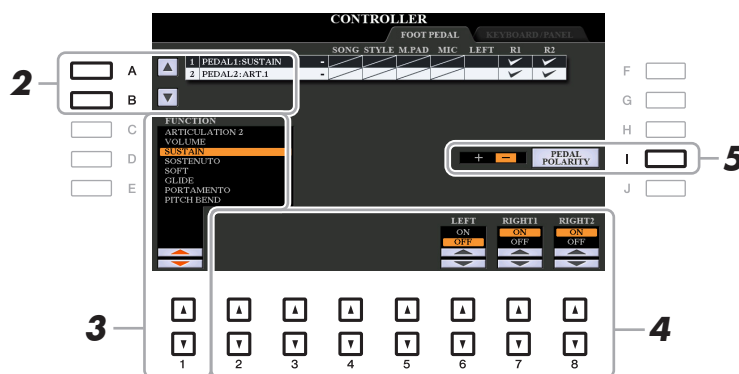 CONTROLLER
FOOT PEDAL KEYBOARD/PANEL
SONG STYLE M.PAD MIC LEFT R1 R2
1 PEDAL1:SUSTAIN -
2 PEDAL2:ART.1 -
2
A
B
C
D
E
F
G
H
I
J
FUNCTION
ARTICULATION 2
VOLUME
SUSTAIN
SOSTENUTO
SOFT
GLIDE
PORTAMENTO
PITCH BEND
+ - PEDAL
POLARITY
5
LEFT RIGHT1 RIGHT2
ON ON ON
OFF OFF OFF
3
4
1 2 3 4 5 6 7 8